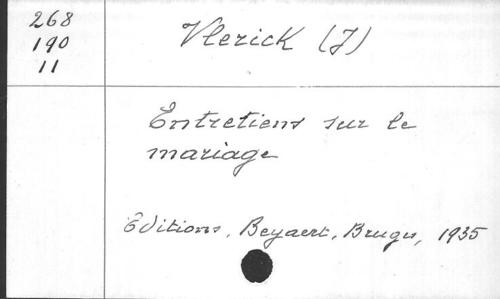 268
190
11
Vlerick (J)
Entretiens sur le
mariage
Editions, Beyaert, Bruges, 1935